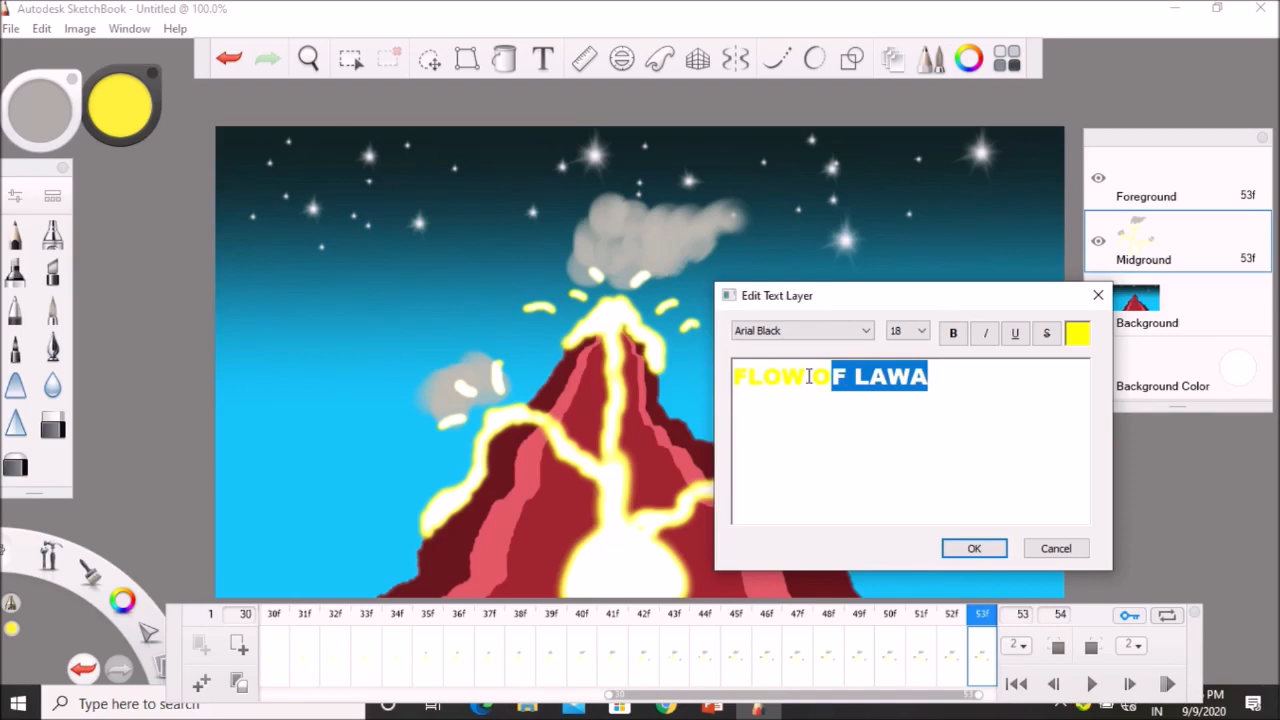 Autodesk SketchBook - Untitled @ 100.0%
File Edit Image Window Help
T
Foreground 53f
Midground 53f
Background
Background Color
Edit Text Layer
Arial Black 18 B I U S
FLOW OF LAWA
OK Cancel
1 30 30f 31f 32f 33f 34f 35f 36f 37f 38f 39f 40f 41f 42f 43f 44f 45f 46f 47f 48f 49f 50f 51f 52f 53f 53 54
2 2
Type here to search
PM
IN 9/9/2020